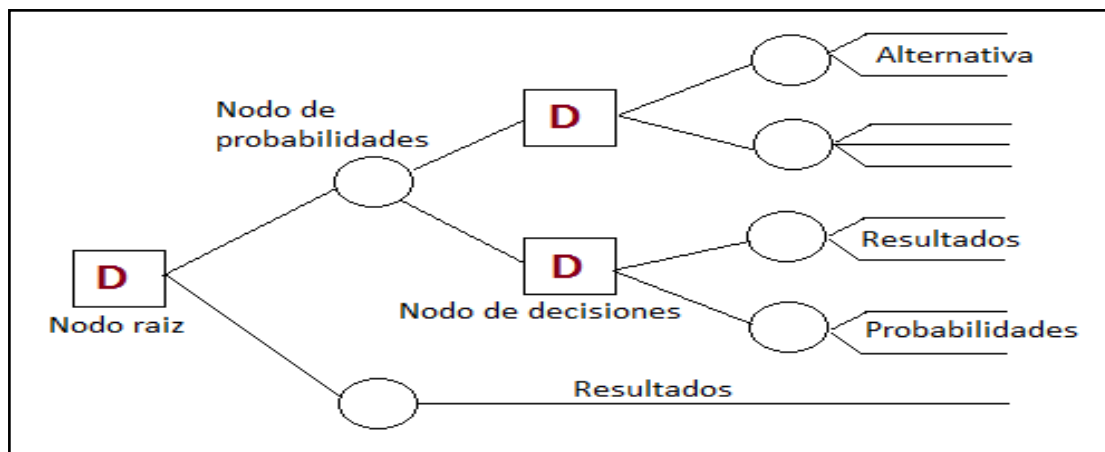 Alternativa
Nodo de
probabilidades
D
Resultados
D
D
Nodo de decisiones
Nodo raiz
Probabilidades
Resultados